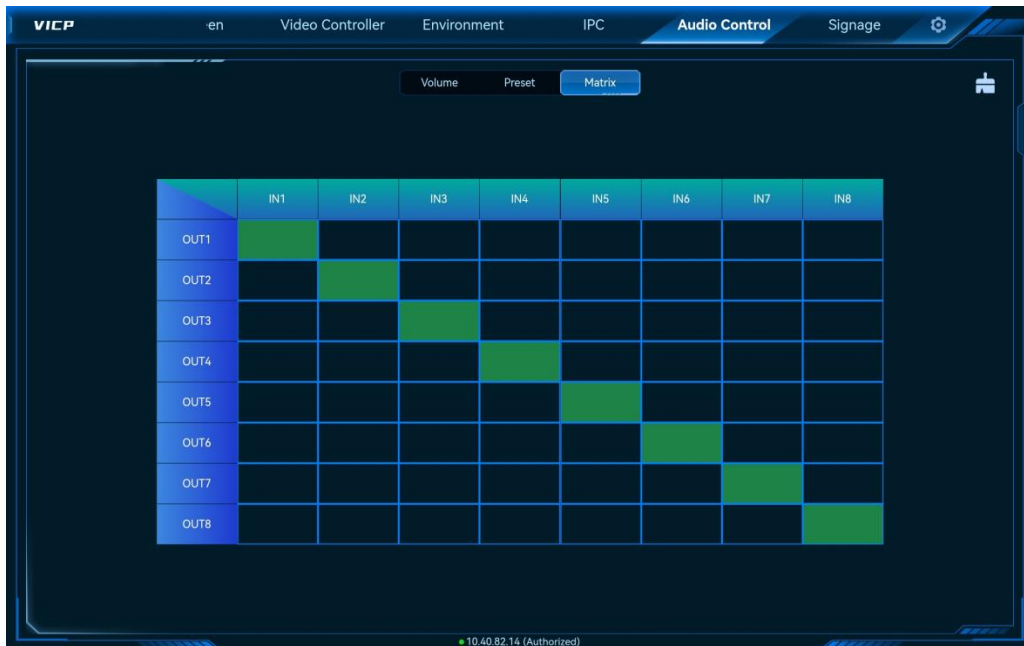 VICP en Video Controller Environment IPC Audio Control Signage
Volume Preset Matrix
IN1 IN2 IN3 IN4 IN5 IN6 IN7 IN8
OUT1
OUT2
OUT3
OUT4
OUT5
OUT6
OUT7
OUT8
10.40.82.14 (Authorized)